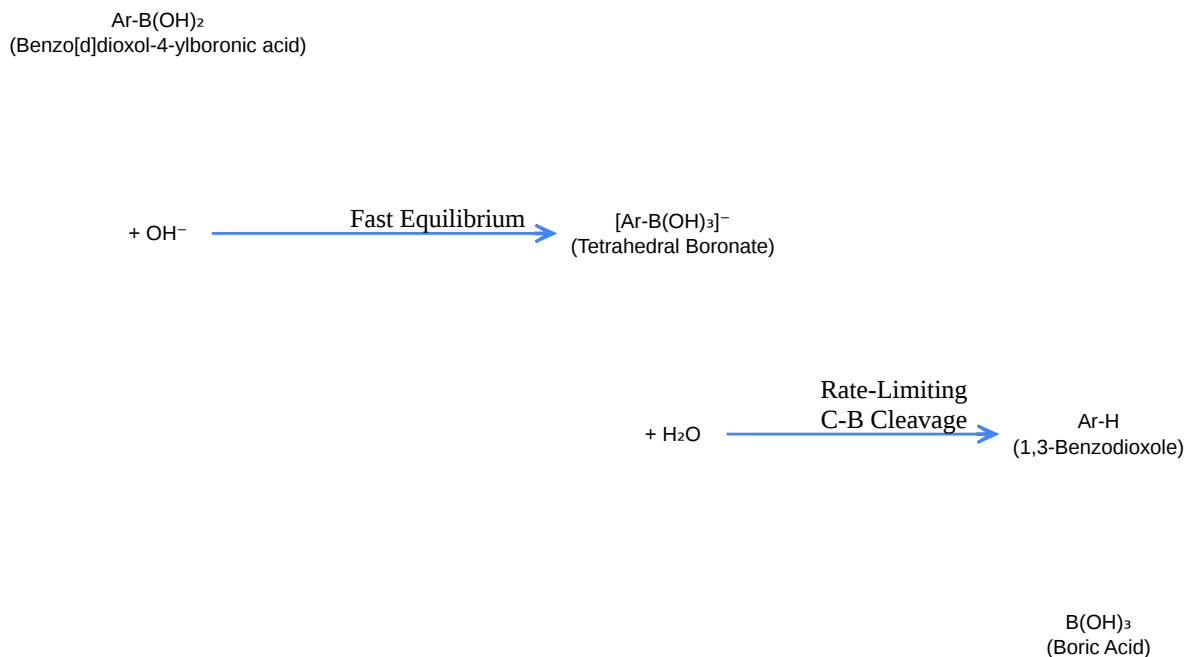 Ar-B(OH)₂
(Benzo[d]dioxol-4-ylboronic acid)
+ OH⁻
Fast Equilibrium
[Ar-B(OH)₃]⁻
(Tetrahedral Boronate)
+ H₂O
Rate-Limiting
C-B Cleavage
Ar-H
(1,3-Benzodioxole)
B(OH)₃
(Boric Acid)